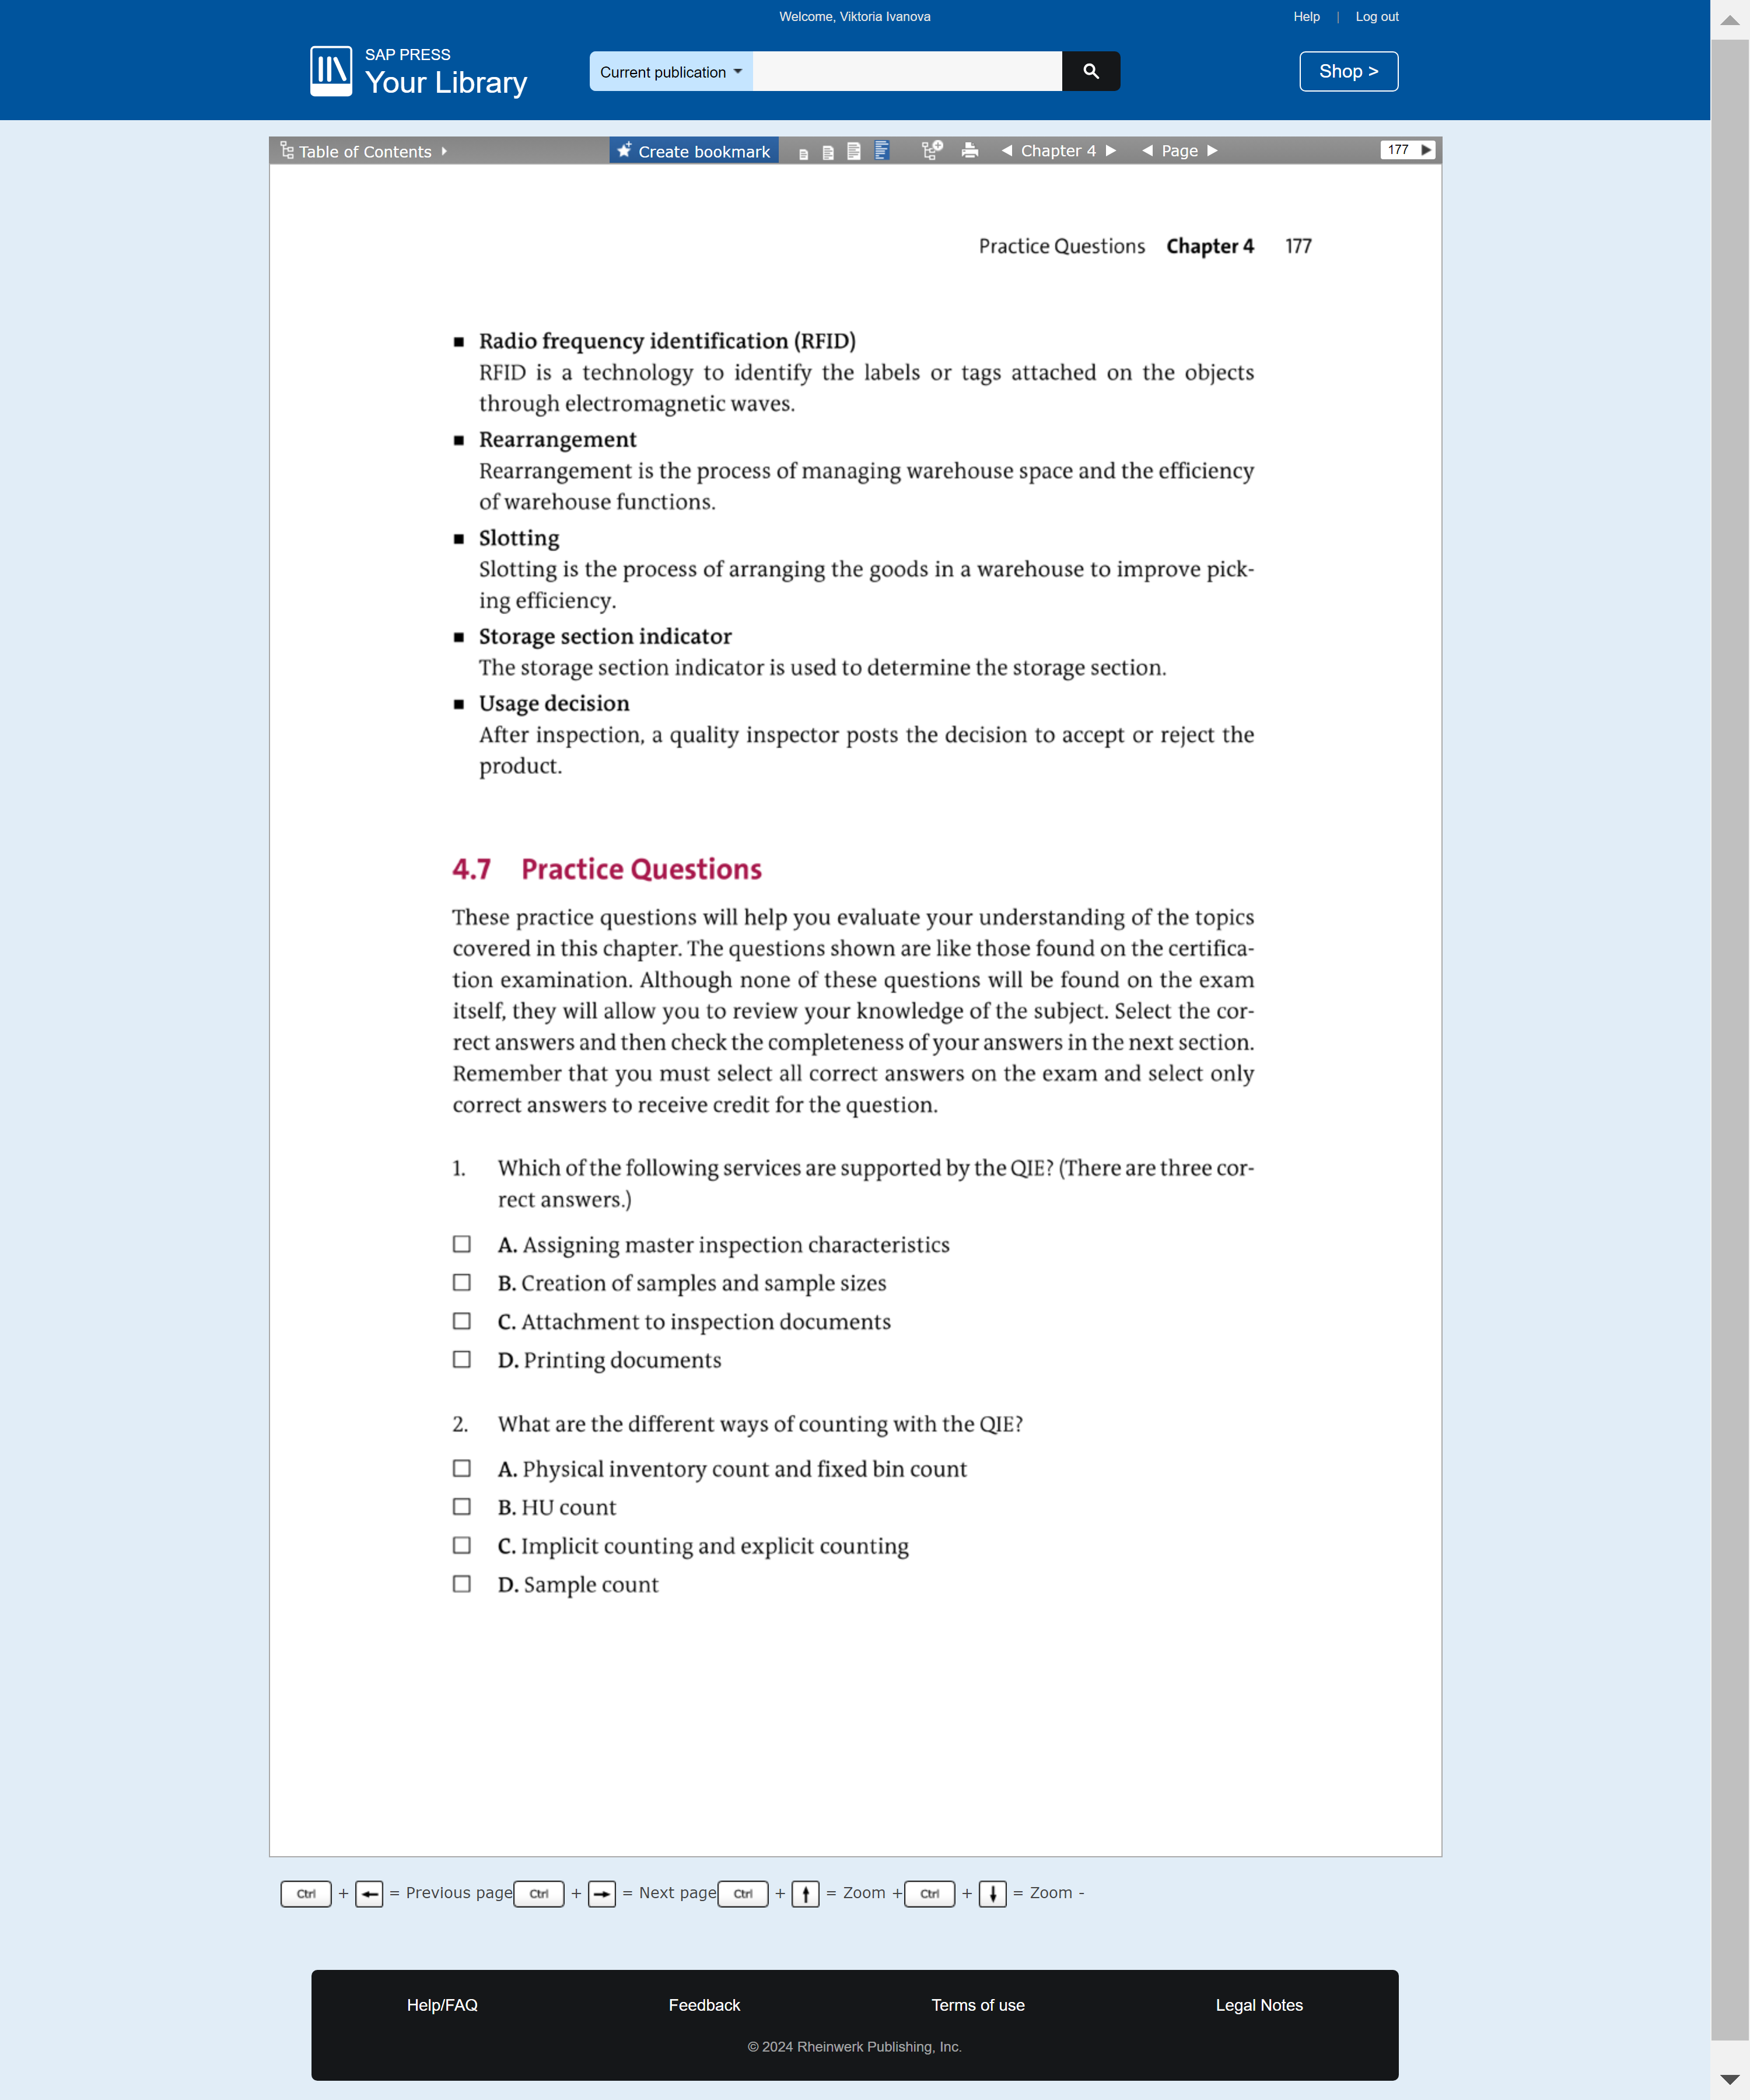 Welcome, Viktoria Ivanova
Help | Log out
SAP PRESS
Your Library
Current publication
Shop >
Table of Contents
Create bookmark
Chapter 4
Page
177
Practice Questions Chapter 4 177
■ Radio frequency identification (RFID)
RFID is a technology to identify the labels or tags attached on the objects
through electromagnetic waves.
■ Rearrangement
Rearrangement is the process of managing warehouse space and the efficiency
of warehouse functions.
■ Slotting
Slotting is the process of arranging the goods in a warehouse to improve pick-
ing efficiency.
■ Storage section indicator
The storage section indicator is used to determine the storage section.
■ Usage decision
After inspection, a quality inspector posts the decision to accept or reject the
product.
4.7 Practice Questions
These practice questions will help you evaluate your understanding of the topics
covered in this chapter. The questions shown are like those found on the certifica-
tion examination. Although none of these questions will be found on the exam
itself, they will allow you to review your knowledge of the subject. Select the cor-
rect answers and then check the completeness of your answers in the next section.
Remember that you must select all correct answers on the exam and select only
correct answers to receive credit for the question.
1. Which of the following services are supported by the QIE? (There are three cor-
rect answers.)
☐ A. Assigning master inspection characteristics
☐ B. Creation of samples and sample sizes
☐ C. Attachment to inspection documents
☐ D. Printing documents
2. What are the different ways of counting with the QIE?
☐ A. Physical inventory count and fixed bin count
☐ B. HU count
☐ C. Implicit counting and explicit counting
☐ D. Sample count
Ctrl + ← = Previous page Ctrl + → = Next page Ctrl + ↑ = Zoom + Ctrl + ↓ = Zoom -
Help/FAQ
Feedback
Terms of use
Legal Notes
© 2024 Rheinwerk Publishing, Inc.